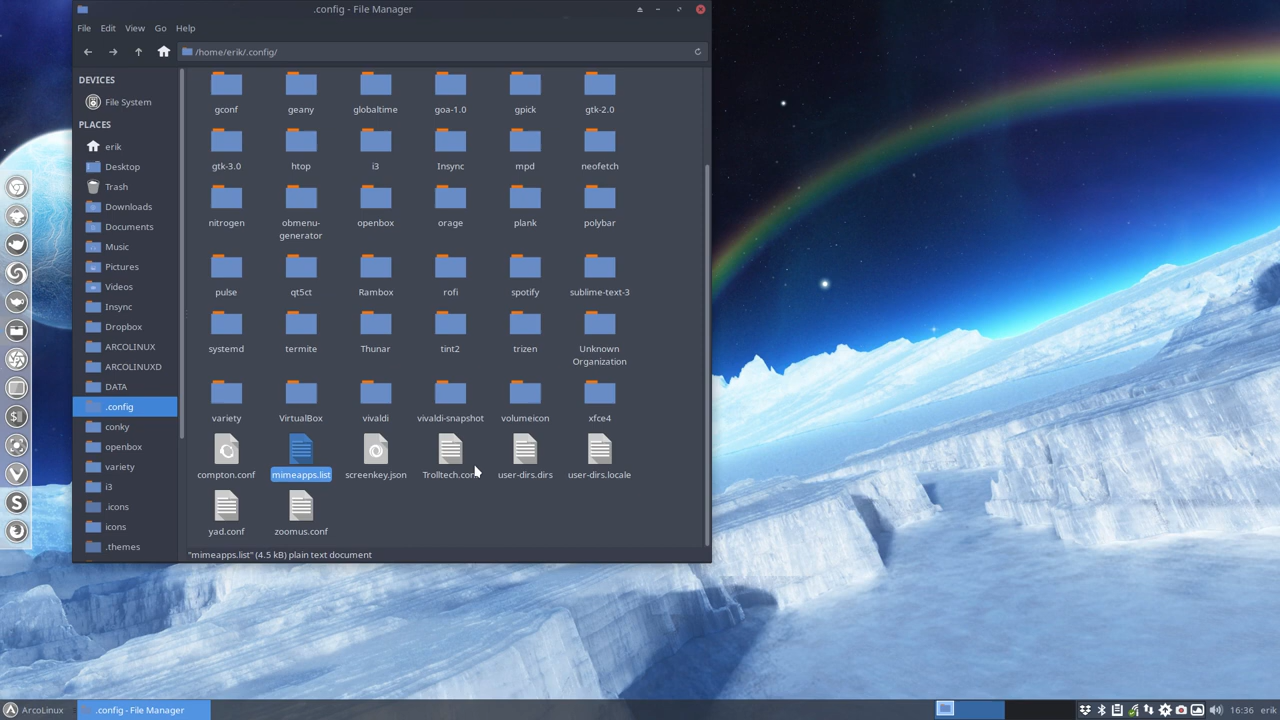 .config - File Manager
File Edit View Go Help
/home/erik/.config/
DEVICES
File System
PLACES
erik
Desktop
Trash
Downloads
Documents
Music
Pictures
Videos
Insync
Dropbox
ARCOLINUX
ARCOLINUXD
DATA
.config
conky
openbox
variety
i3
.icons
icons
.themes
gconf geany globaltime goa-1.0 gpick gtk-2.0
gtk-3.0 htop i3 Insync mpd neofetch
nitrogen obmenu-generator openbox orage plank polybar
pulse qt5ct Rambox rofi spotify sublime-text-3
systemd termite Thunar tint2 trizen Unknown Organization
variety VirtualBox vivaldi vivaldi-snapshot volumeicon xfce4
compton.conf mimeapps.list screenkey.json Trolltech.conf user-dirs.dirs user-dirs.locale
yad.conf zoomus.conf
"mimeapps.list" (4.5 kB) plain text document
ArcoLinux .config - File Manager 16:36 erik